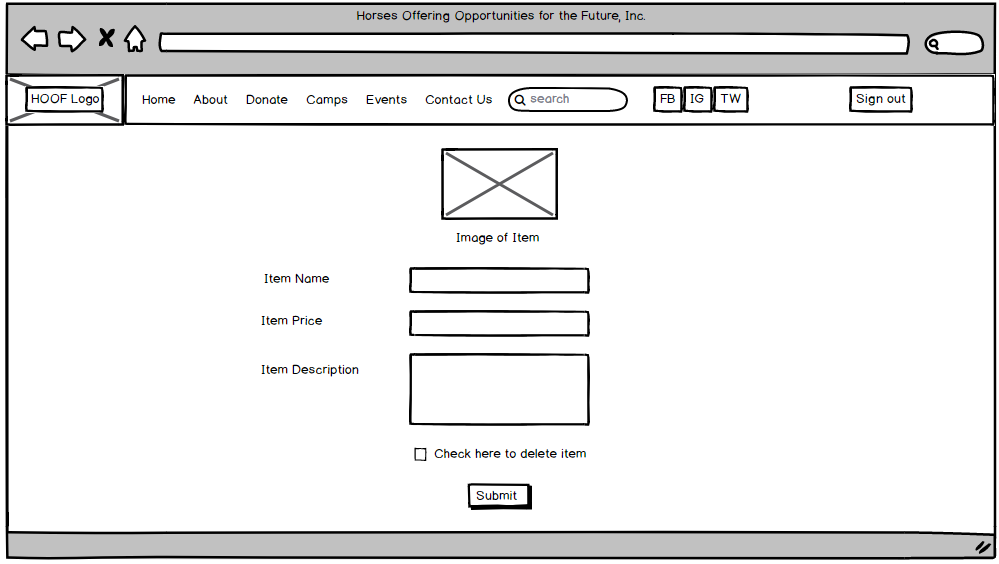 Horses Offering Opportunities for the Future, Inc.
HOOF Logo Home About Donate Camps Events Contact Us search FB IG TW Sign out
Image of Item
Item Name
Item Price
Item Description
Check here to delete item
Submit